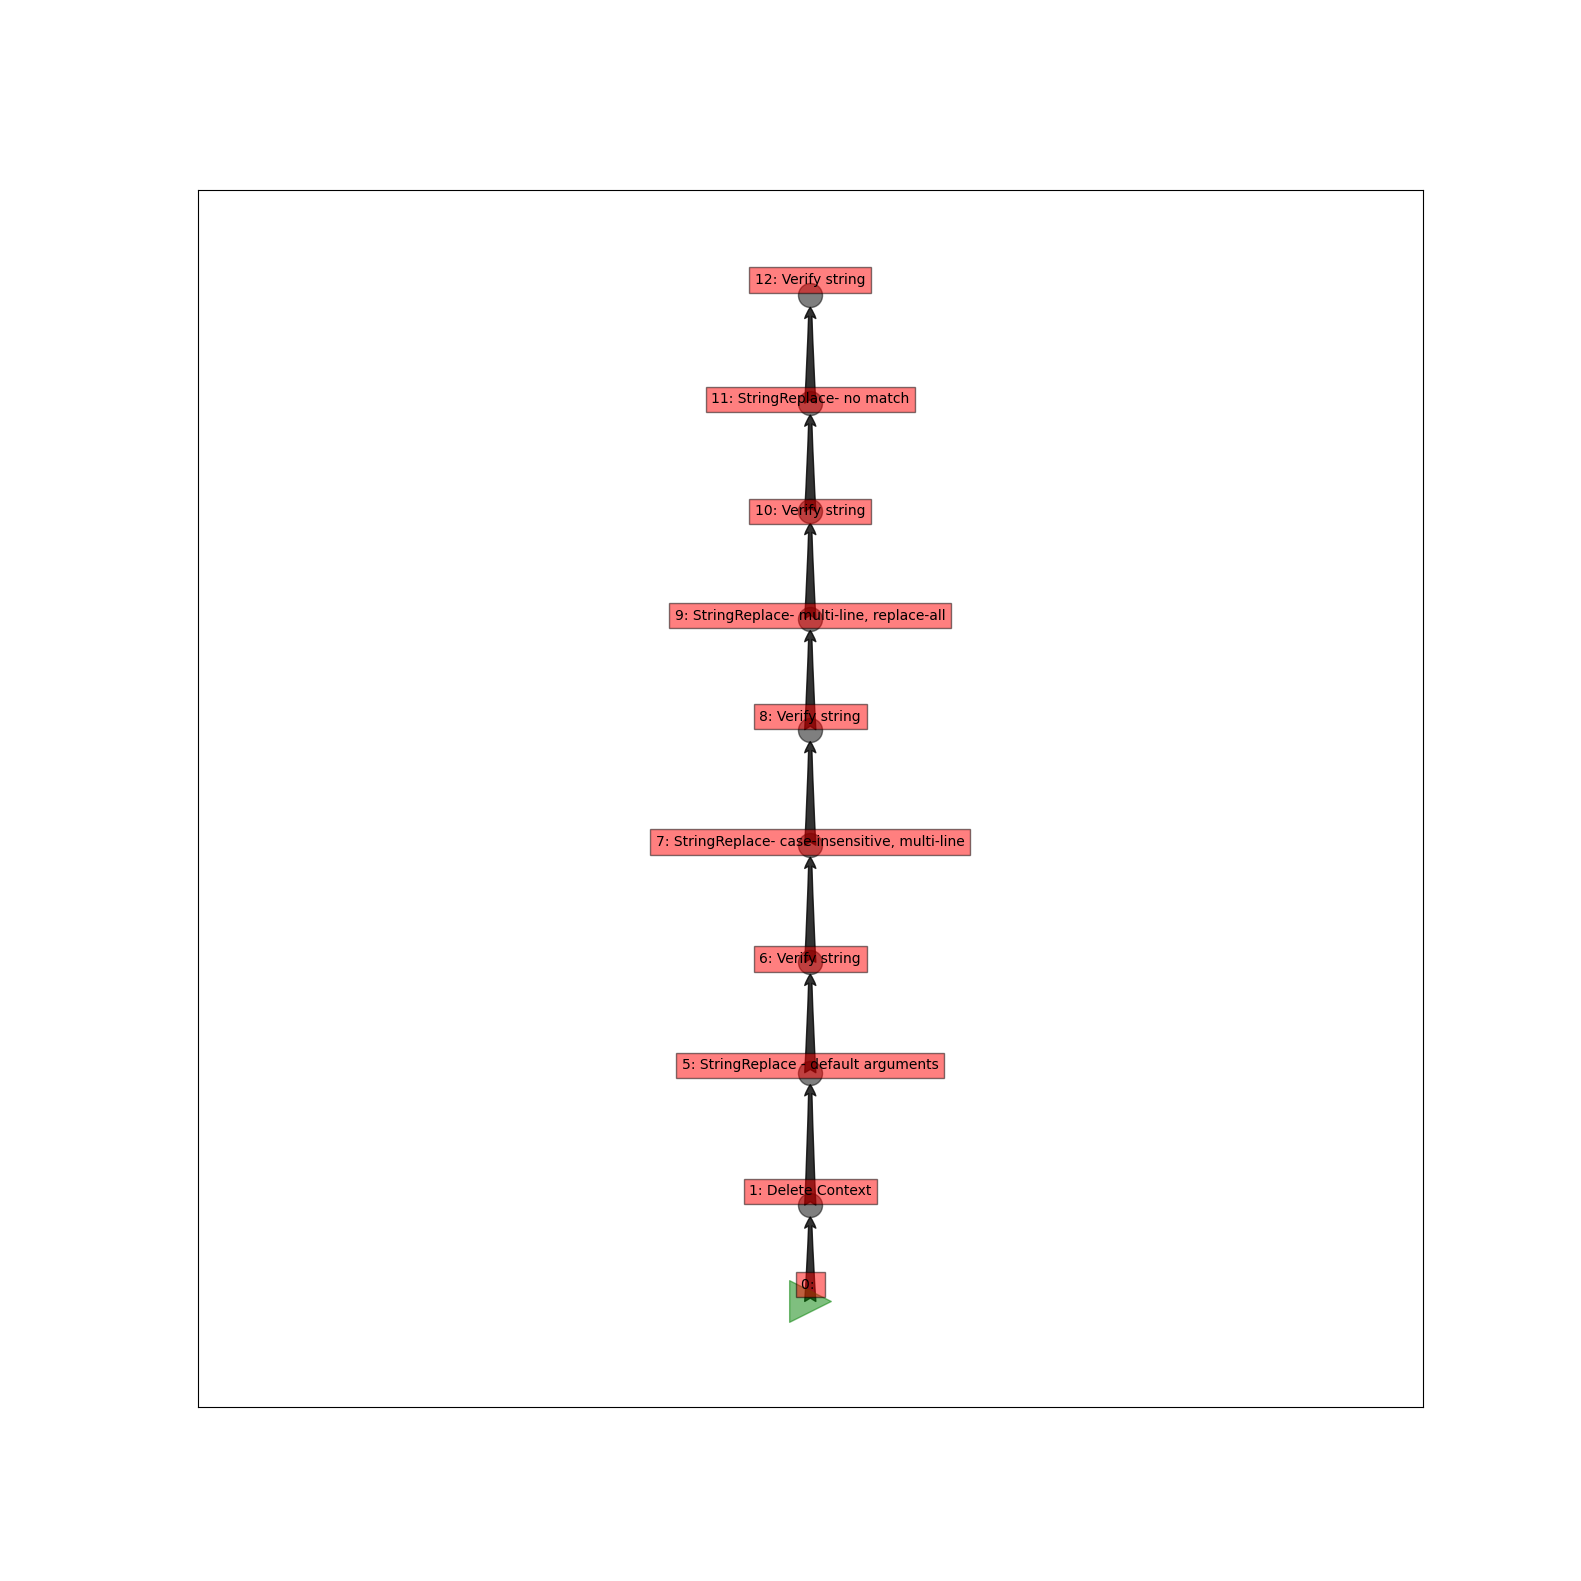 12: Verify string
11: StringReplace- no match
10: Verify string
9: StringReplace- multi-line, replace-all
8: Verify string
7: StringReplace- case-insensitive, multi-line
6: Verify string
5: StringReplace - default arguments
1: Delete Context
0: